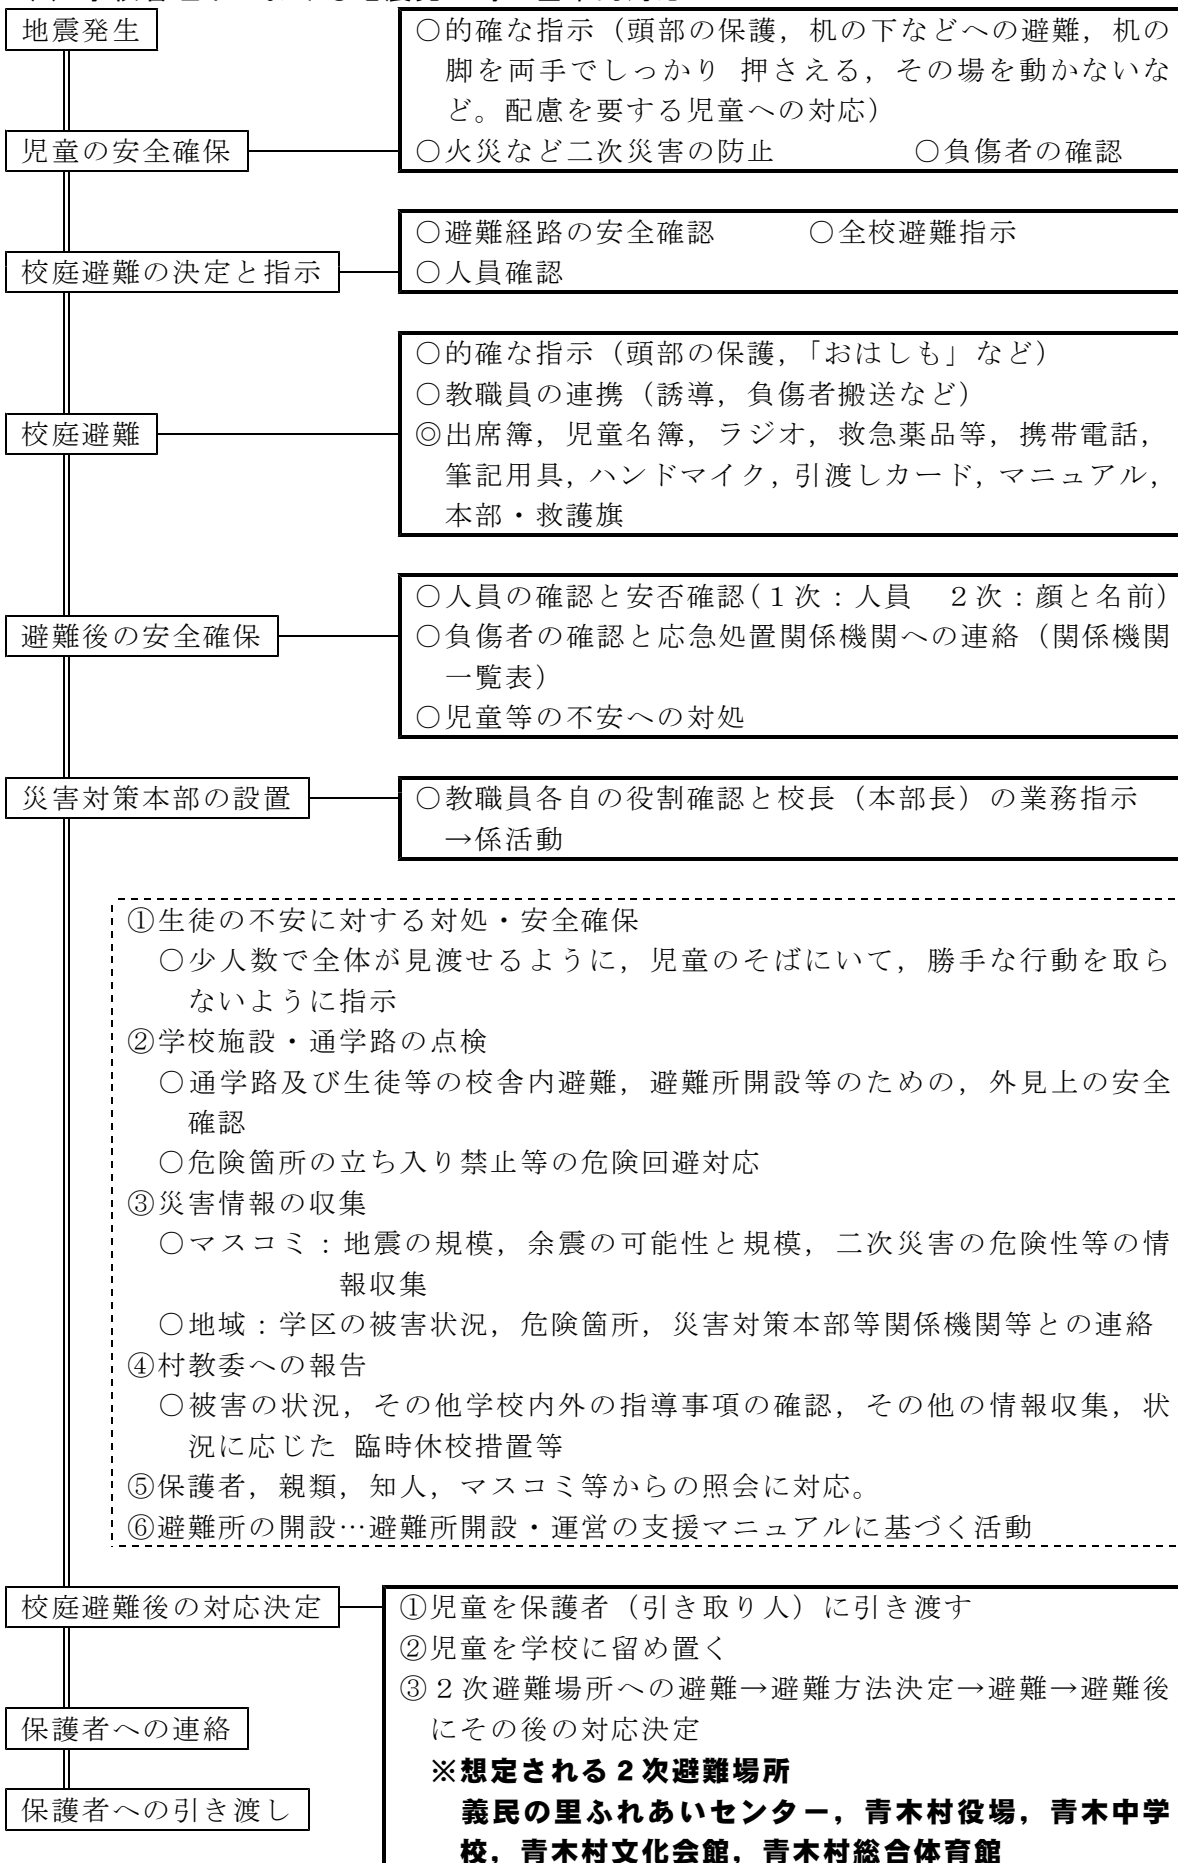 地震発生
○的確な指示（頭部の保護，机の下などへの避難，机の
脚を両手でしっかり 押さえる，その場を動かないな
ど。配慮を要する児童への対応）
児童の安全確保
○火災など二次災害の防止　　　　○負傷者の確認
○避難経路の安全確認　　　○全校避難指示
校庭避難の決定と指示
○人員確認
○的確な指示（頭部の保護，「おはしも」など）
○教職員の連携（誘導，負傷者搬送など）
校庭避難
◎出席簿，児童名簿，ラジオ，救急薬品等，携帯電話，
筆記用具，ハンドマイク，引渡しカード，マニュアル，
本部・救護旗
○人員の確認と安否確認（１次：人員　２次：顔と名前）
避難後の安全確保
○負傷者の確認と応急処置関係機関への連絡（関係機関
一覧表）
○児童等の不安への対処
災害対策本部の設置
○教職員各自の役割確認と校長（本部長）の業務指示
→係活動
①生徒の不安に対する対処・安全確保
○少人数で全体が見渡せるように，児童のそばにいて，勝手な行動を取ら
ないように指示
②学校施設・通学路の点検
○通学路及び生徒等の校舎内避難，避難所開設等のための，外見上の安全
確認
○危険箇所の立ち入り禁止等の危険回避対応
③災害情報の収集
○マスコミ：地震の規模，余震の可能性と規模，二次災害の危険性等の情
報収集
○地域：学区の被害状況，危険箇所，災害対策本部等関係機関等との連絡
④村教委への報告
○被害の状況，その他学校内外の指導事項の確認，その他の情報収集，状
況に応じた 臨時休校措置等
⑤保護者，親類，知人，マスコミ等からの照会に対応。
⑥避難所の開設…避難所開設・運営の支援マニュアルに基づく活動
校庭避難後の対応決定
①児童を保護者（引き取り人）に引き渡す
②児童を学校に留め置く
③２次避難場所への避難→避難方法決定→避難→避難後
保護者への連絡
にその後の対応決定
※想定される２次避難場所
保護者への引き渡し
義民の里ふれあいセンター，青木村役場，青木中学
校，青木村文化会館，青木村総合体育館